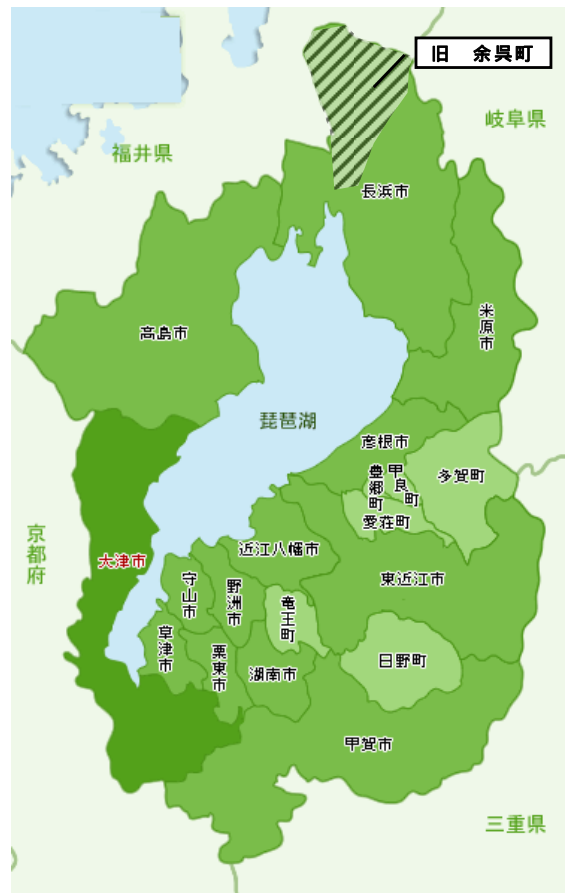 旧 余呉町
岐阜県
福井県
長浜市
米原市
高島市
琵琶湖
彦根市
甲良町
豊郷町
多賀町
愛荘町
京都府
大津市
近江八幡市
東近江市
守山市
野洲市
竜王町
草津市
栗東市
湖南市
日野町
甲賀市
三重県